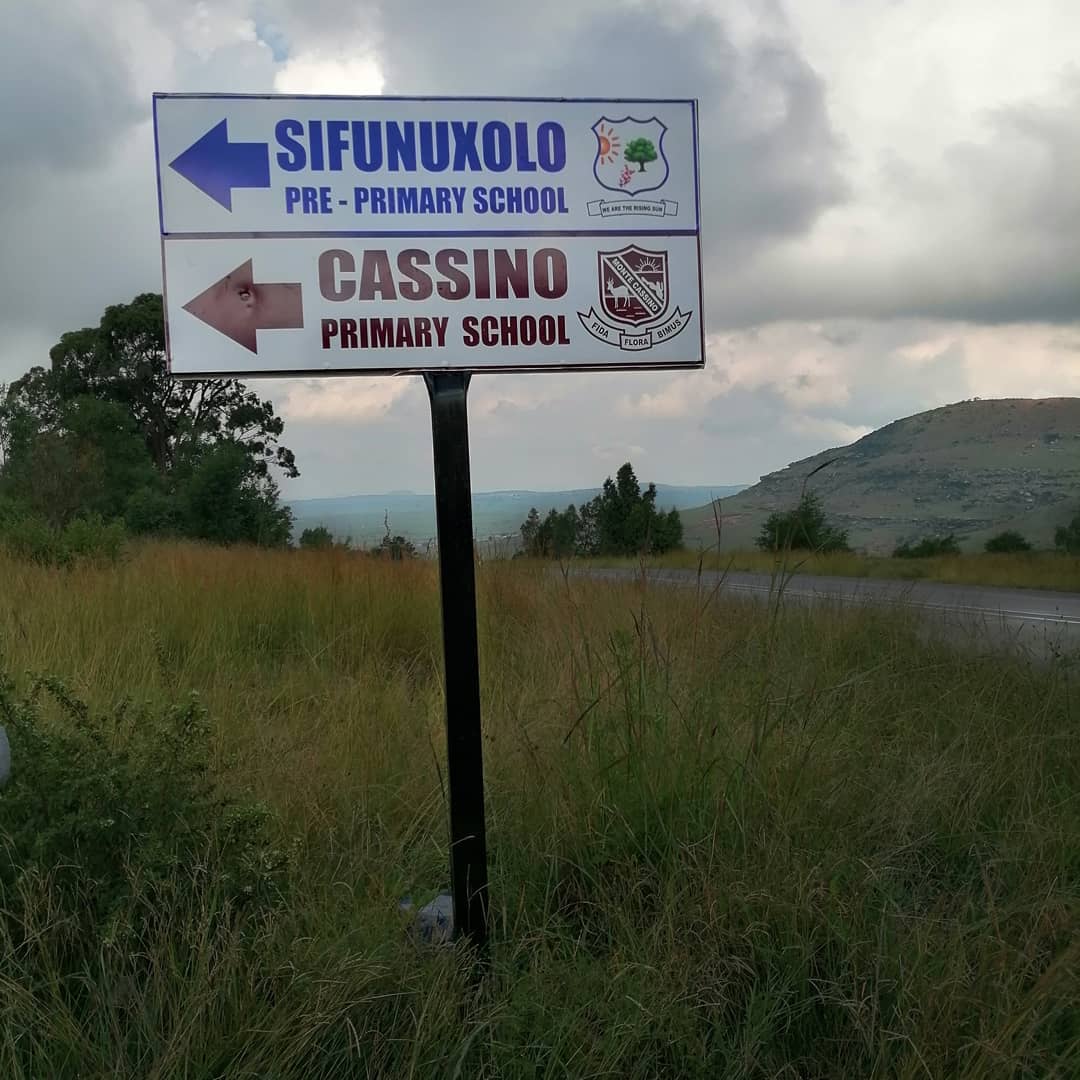 SIFUNUXOLO
PRE - PRIMARY SCHOOL
WE ARE THE RISING SUN
CASSINO
PRIMARY SCHOOL
MONTE CASSINO
FIDA FLORA BIMUS